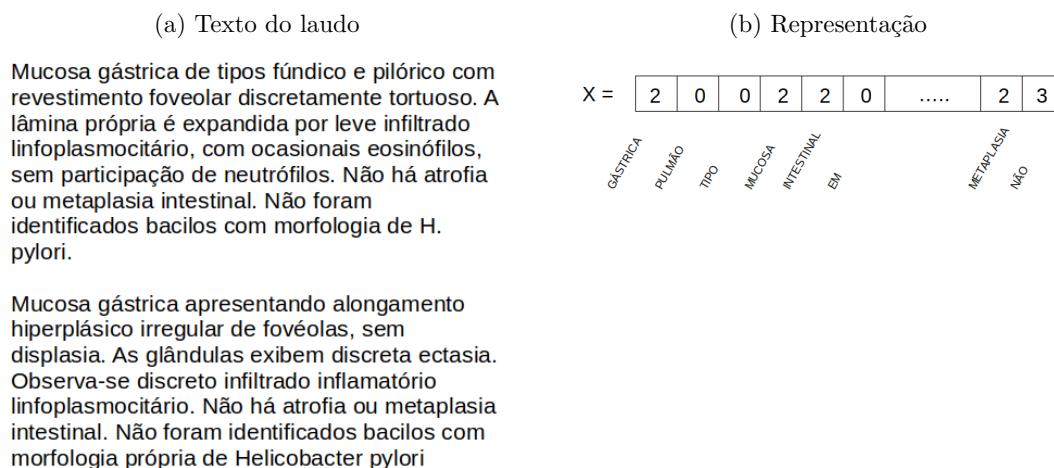 (a) Texto do laudo
Mucosa gástrica de tipos fúndico e pilórico com
revestimento foveolar discretamente tortuoso. A
lâmina própria é expandida por leve infiltrado
linfoplasmocitário, com ocasionais eosinófilos,
sem participação de neutrófilos. Não há atrofia
ou metaplasia intestinal. Não foram
identificados bacilos com morfologia de H.
pylori.
Mucosa gástrica apresentando alongamento
hiperplásico irregular de fovéolas, sem
displasia. As glândulas exibem discreta ectasia.
Observa-se discreto infiltrado inflamatório
linfoplasmocitário. Não há atrofia ou metaplasia
intestinal. Não foram identificados bacilos com
morfologia própria de Helicobacter pylori
(b) Representação
X = 2 0 0 2 2 0 ..... 2 3
GÁSTRICA PULMÃO TIPO MUCOSA INTESTINAL EM METAPLASIA NÃO